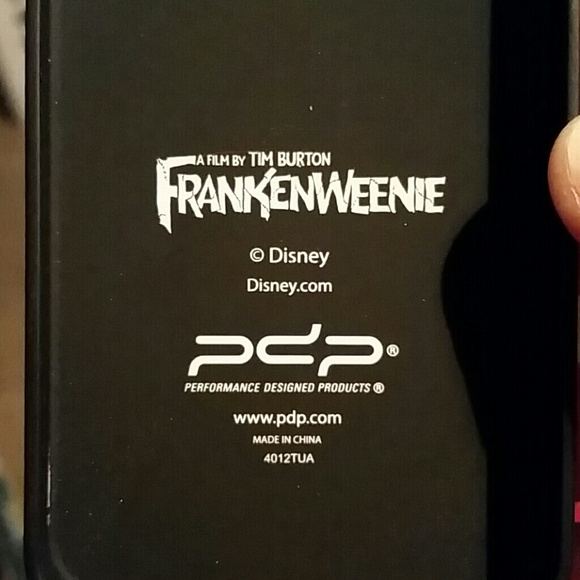 A FILM BY TIM BURTON
FRANKENWEENIE
© Disney
Disney.com
pdp®
PERFORMANCE DESIGNED PRODUCTS ®
www.pdp.com
MADE IN CHINA
4012TUA